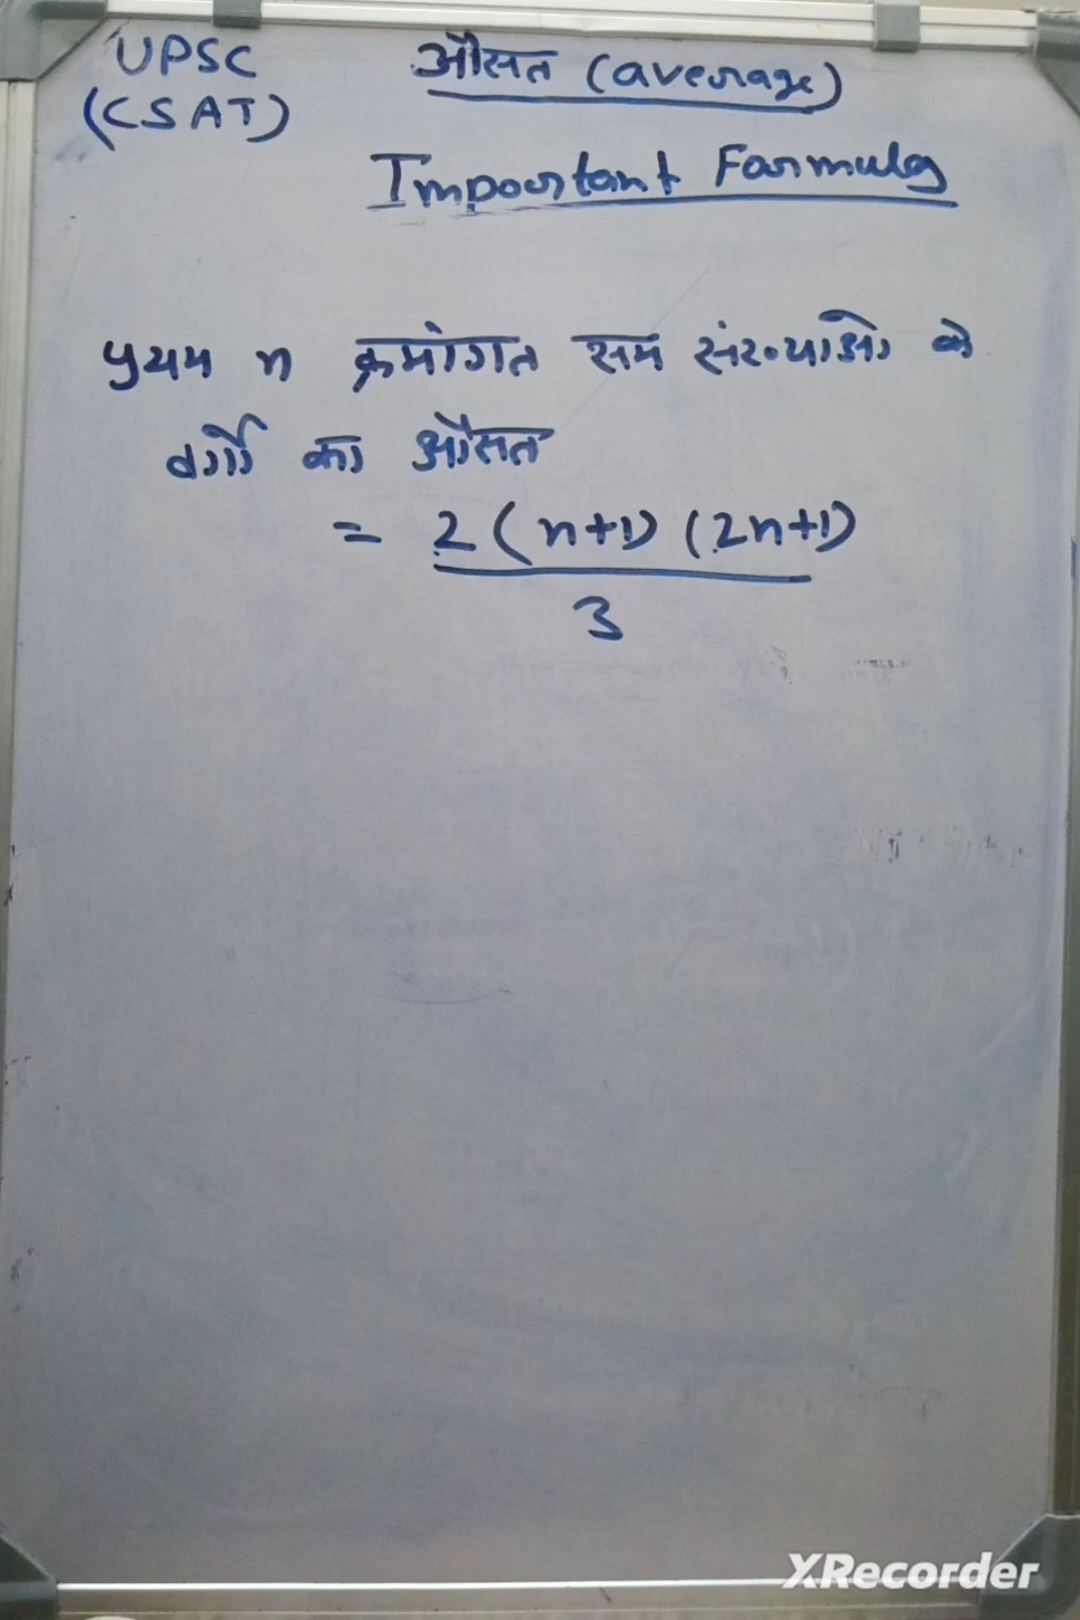 UPSC
(CSAT)
औसत (average)
Important Formula
प्रथम n क्रमागत सम संख्याओ के
वर्गो का औसत
= 2(n+1)(2n+1)
3
XRecorder